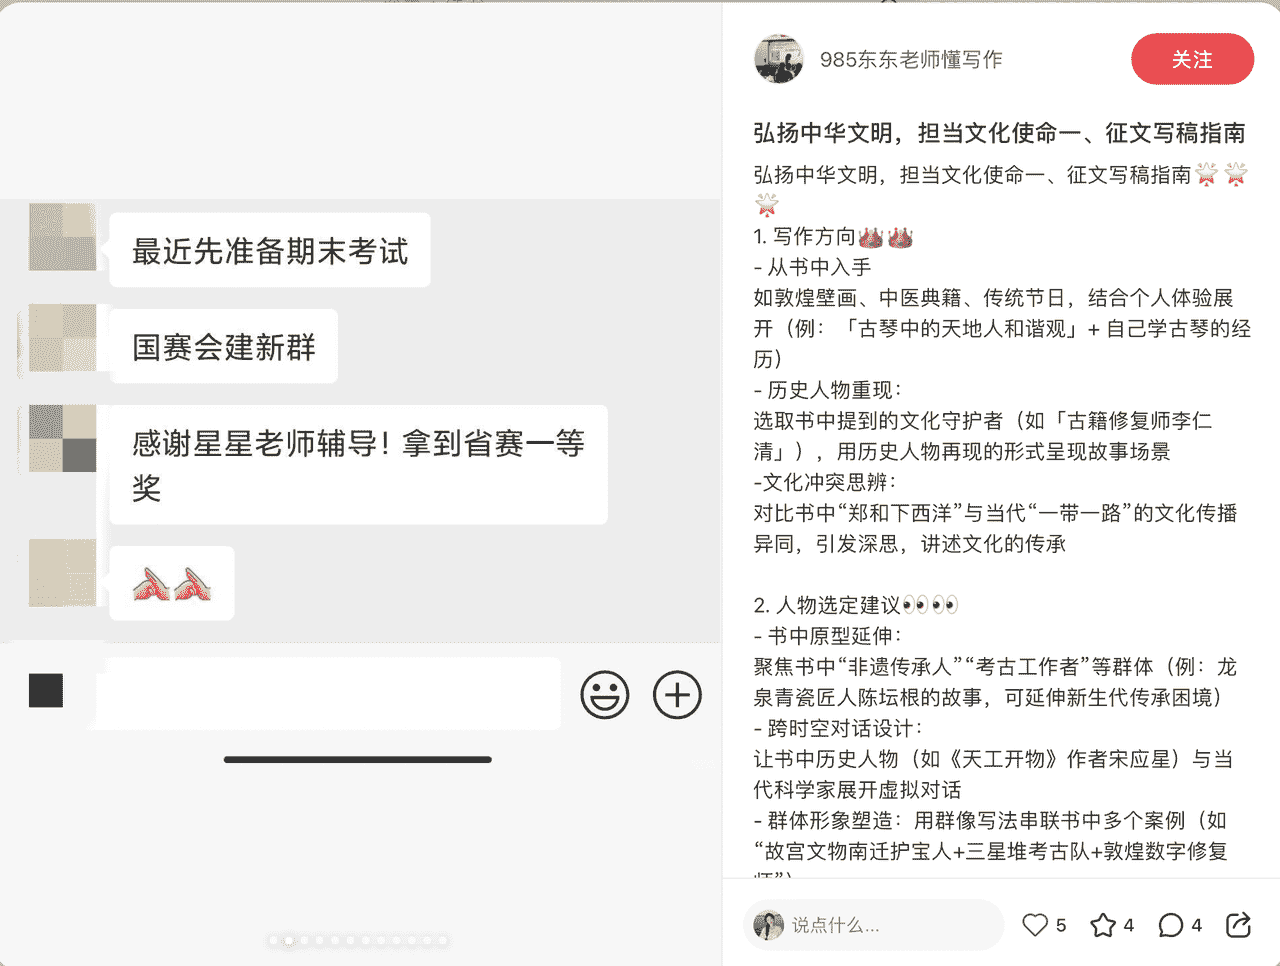 最近先准备期末考试
国赛会建新群
感谢星星老师辅导！拿到省赛一等
奖
985东东老师懂写作
关注
弘扬中华文明，担当文化使命一、征文写稿指南
弘扬中华文明，担当文化使命一、征文写稿指南🌟🌟
🌟
1. 写作方向👑👑
- 从书中入手
如敦煌壁画、中医典籍、传统节日，结合个人体验展
开（例：「古琴中的天地人和谐观」+ 自己学古琴的经
历）
- 历史人物重现：
选取书中提到的文化守护者（如「古籍修复师李仁
清」），用历史人物再现的形式呈现故事场景
-文化冲突思辨：
对比书中“郑和下西洋”与当代“一带一路”的文化传播
异同，引发深思，讲述文化的传承
2. 人物选定建议👀👀
- 书中原型延伸：
聚焦书中“非遗传承人”“考古工作者”等群体（例：龙
泉青瓷匠人陈坛根的故事，可延伸新生代传承困境）
- 跨时空对话设计：
让书中历史人物（如《天工开物》作者宋应星）与当
代科学家展开虚拟对话
- 群体形象塑造：用群像写法串联书中多个案例（如
“故宫文物南迁护宝人+三星堆考古队+敦煌数字修复
说点什么...
5
4
4